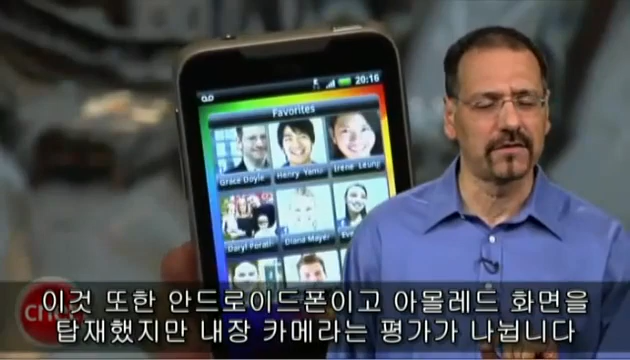 20:16
Favorites
Grace Doyle Henry Yama Irene Leung
Daryl Diana Mayer Eve
이것 또한 안드로이드폰이고 아몰레드 화면을
탑재했지만 내장 카메라는 평가가 나뉩니다